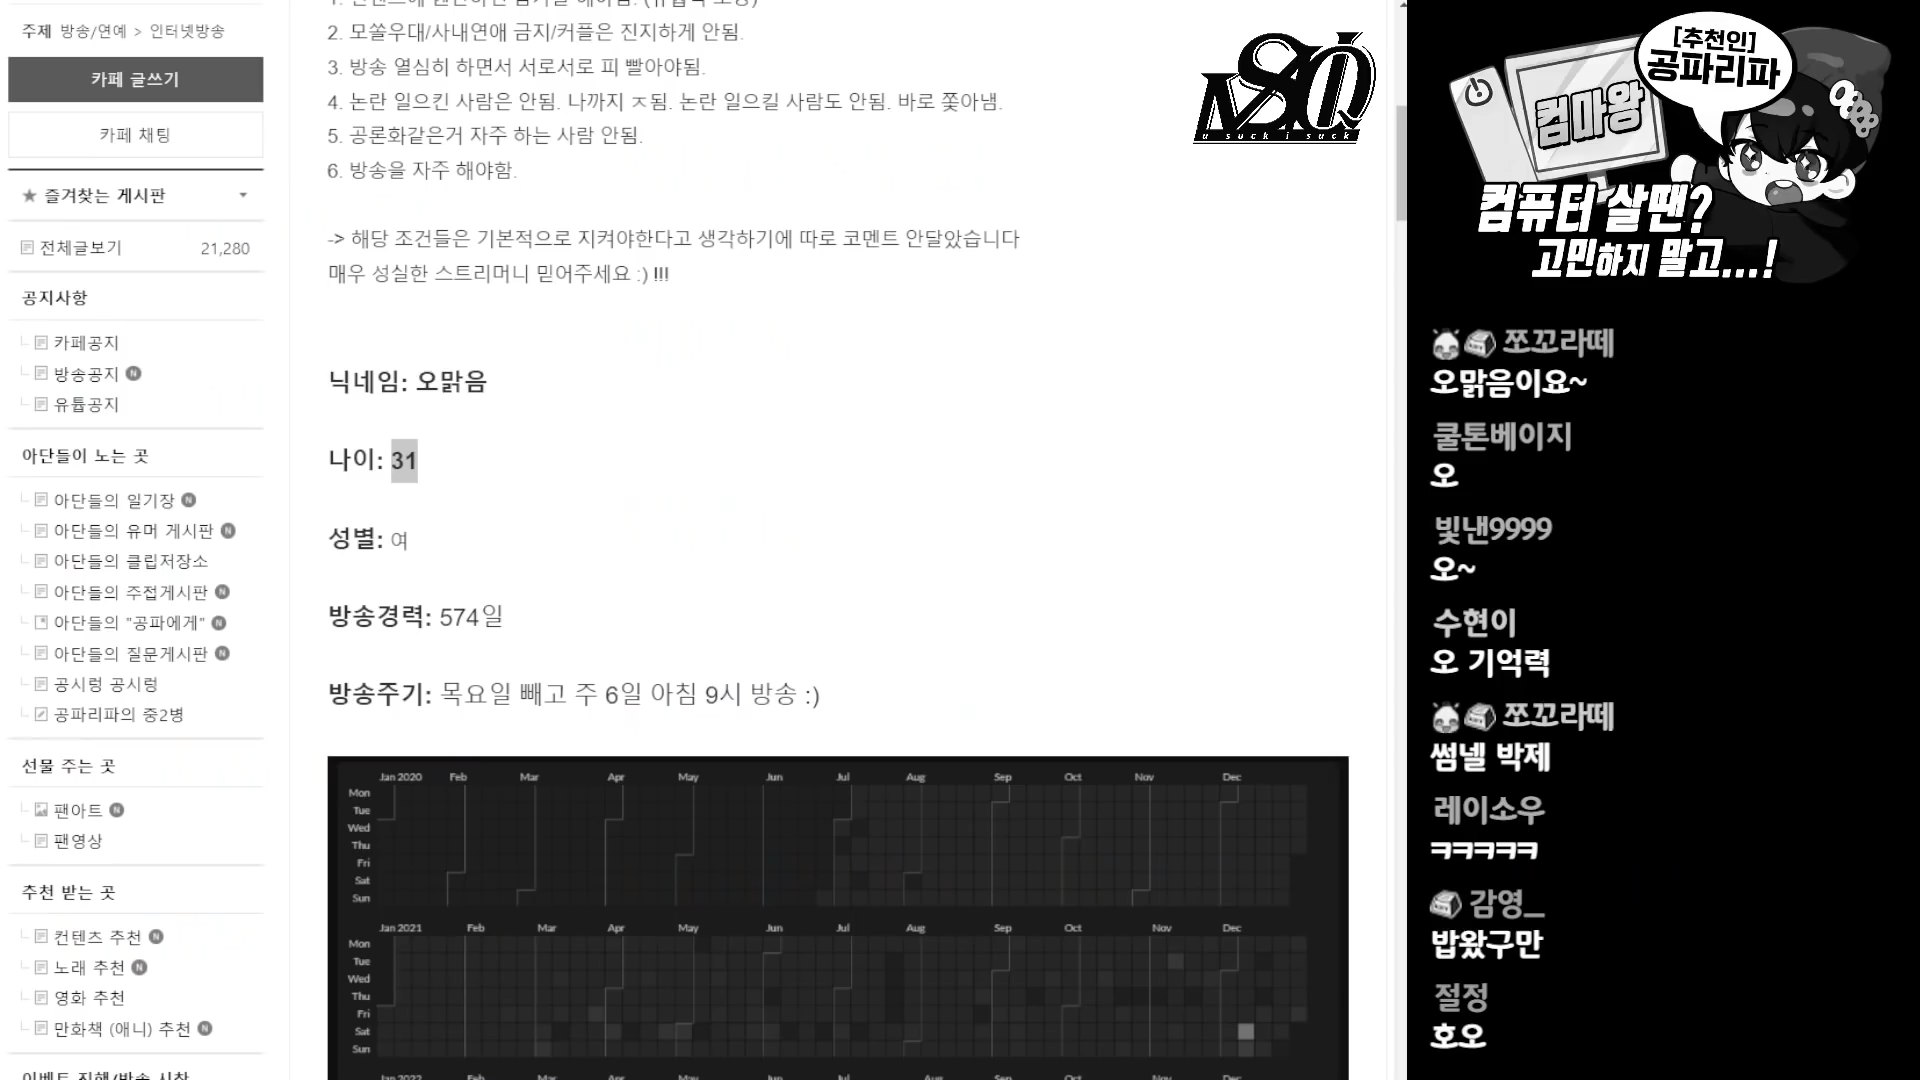 주제 방송/연예 > 인터넷방송
카페 글쓰기
카페 채팅
★ 즐겨찾는 게시판
전체글보기 21,280
공지사항
카페공지
방송공지 N
유튭공지
아단들이 노는 곳
아단들의 일기장 N
아단들의 유머 게시판 N
아단들의 클립저장소
아단들의 주접게시판 N
아단들의 "공파에게" N
아단들의 질문게시판 N
공시렁 공시렁
공파리파의 중2병
선물 주는 곳
팬아트 N
팬영상
추천 받는 곳
컨텐츠 추천 N
노래 추천 N
영화 추천
만화책 (애니) 추천 N
2. 모쏠우대/사내연애 금지/커플은 진지하게 안됨.
3. 방송 열심히 하면서 서로서로 피 빨아야됨.
4. 논란 일으킨 사람은 안됨. 나까지 ㅈ됨. 논란 일으킬 사람도 안됨. 바로 쫓아냄.
5. 공론화같은거 자주 하는 사람 안됨.
6. 방송을 자주 해야함.
-> 해당 조건들은 기본적으로 지켜야한다고 생각하기에 따로 코멘트 안달았습니다
매우 성실한 스트리머니 믿어주세요 :) !!!
닉네임: 오맑음
나이: 31
성별: 여
방송경력: 574일
방송주기: 목요일 빼고 주 6일 아침 9시 방송 :)
Jan 2020 Feb Mar Apr May Jun Jul Aug Sep Oct Nov Dec
Mon
Tue
Wed
Thu
Fri
Sat
Sun
Jan 2021 Feb Mar Apr May Jun Jul Aug Sep Oct Nov Dec
Mon
Tue
Wed
Thu
Fri
Sat
Sun
Jan 2022 Feb Mar Apr May Jun Jul Aug Sep Oct Nov Dec
MSQ
u suck i suck
[추천인]
공파리파
컴마왕
컴퓨터 살땐?
고민하지 말고...!
쪼꼬라떼
오맑음이요~
쿨톤베이지
오
빛낸9999
오~
수현이
오 기억력
쪼꼬라떼
썸넬 박제
레이소우
ㅋㅋㅋㅋㅋ
감영_
밥왔구만
절정
호오